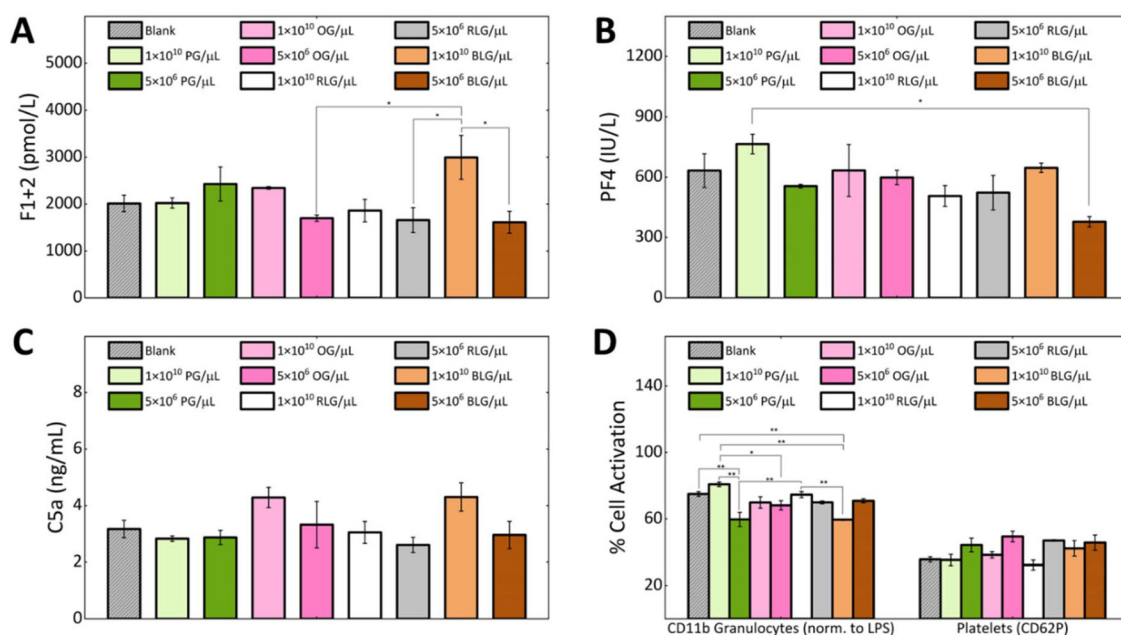 A
Blank
1×10¹⁰ OG/μL
5×10⁶ RLG/μL
1×10¹⁰ PG/μL
5×10⁶ OG/μL
1×10¹⁰ BLG/μL
5×10⁶ PG/μL
1×10¹⁰ RLG/μL
5×10⁶ BLG/μL
F1+2 (pmol/L)
5000
4000
3000
2000
1000
0
*
*
*
B
Blank
1×10¹⁰ OG/μL
5×10⁶ RLG/μL
1×10¹⁰ PG/μL
5×10⁶ OG/μL
1×10¹⁰ BLG/μL
5×10⁶ PG/μL
1×10¹⁰ RLG/μL
5×10⁶ BLG/μL
PF4 (IU/L)
1200
900
600
300
0
*
C
Blank
1×10¹⁰ OG/μL
5×10⁶ RLG/μL
1×10¹⁰ PG/μL
5×10⁶ OG/μL
1×10¹⁰ BLG/μL
5×10⁶ PG/μL
1×10¹⁰ RLG/μL
5×10⁶ BLG/μL
C5a (ng/mL)
8
6
4
2
0
D
Blank
1×10¹⁰ OG/μL
5×10⁶ RLG/μL
1×10¹⁰ PG/μL
5×10⁶ OG/μL
1×10¹⁰ BLG/μL
5×10⁶ PG/μL
1×10¹⁰ RLG/μL
5×10⁶ BLG/μL
% Cell Activation
140
100
60
20
**
**
*
**
**
**
**
CD11b Granulocytes (norm. to LPS)
Platelets (CD62P)